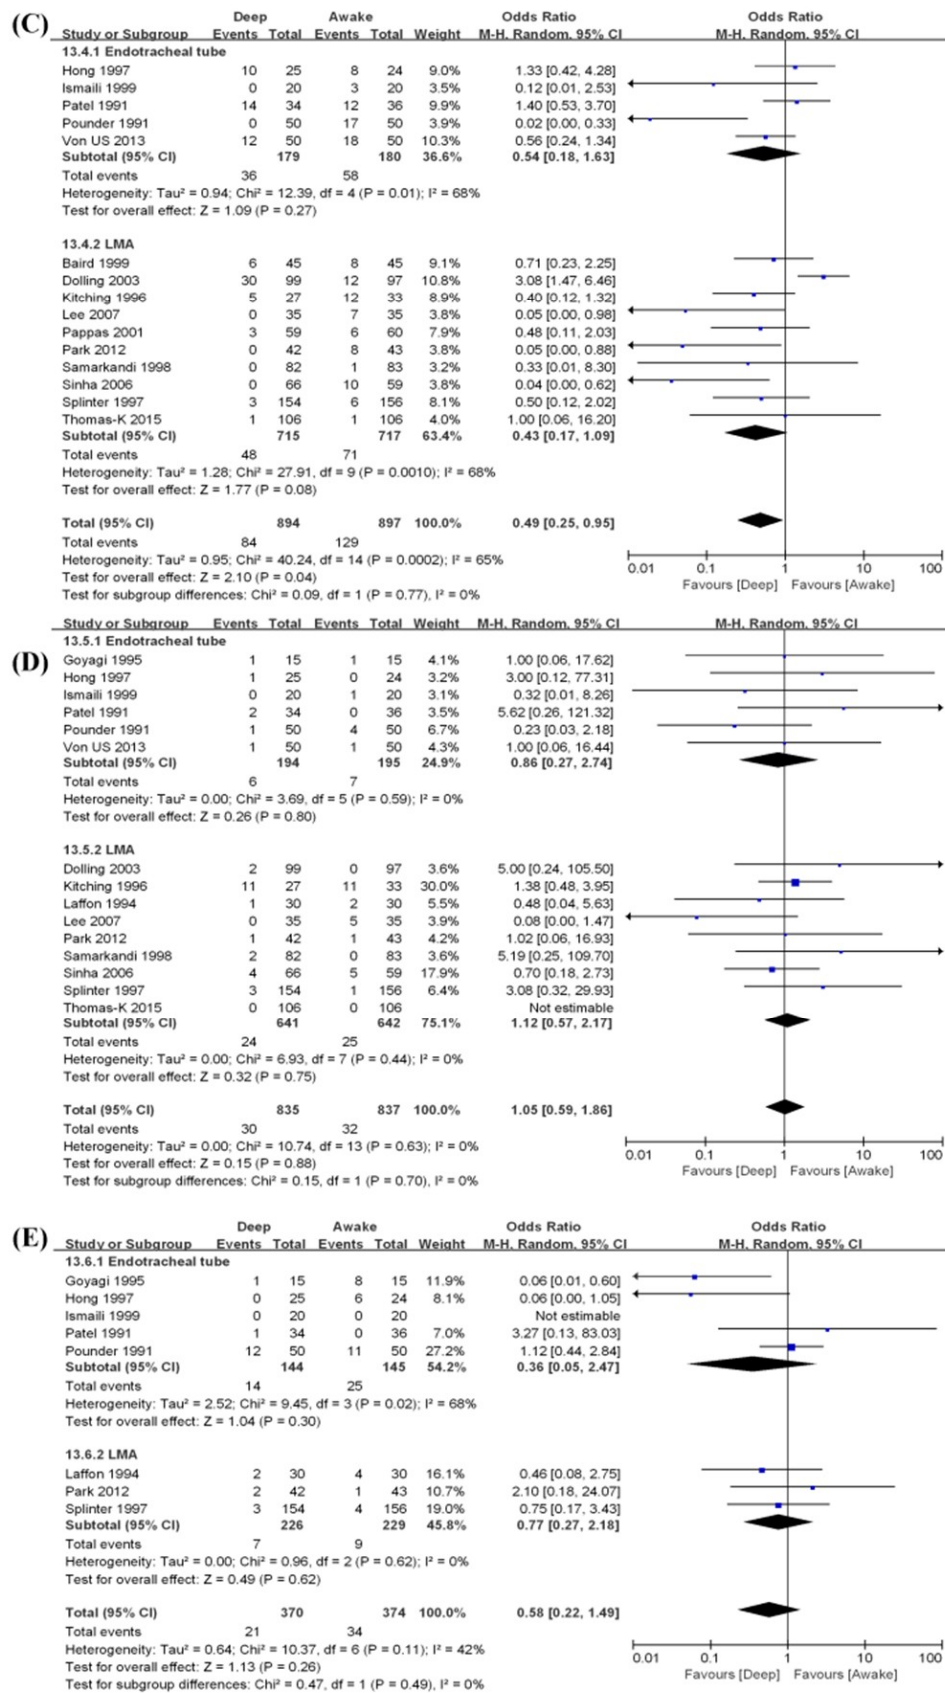 (C)
Deep Awake Odds Ratio Odds Ratio
Study or Subgroup Events Total Events Total Weight M-H, Random, 95% CI M-H, Random, 95% CI
13.4.1 Endotracheal tube
Hong 1997 10 25 8 24 9.0% 1.33 [0.42, 4.28]
Ismaili 1999 0 20 3 20 3.5% 0.12 [0.01, 2.53]
Patel 1991 14 34 12 36 9.9% 1.40 [0.53, 3.70]
Pounder 1991 0 50 17 50 3.9% 0.02 [0.00, 0.33]
Von US 2013 12 50 18 50 10.3% 0.56 [0.24, 1.34]
Subtotal (95% CI) 179 180 36.6% 0.54 [0.18, 1.63]
Total events 36 58
Heterogeneity: Tau² = 0.94; Chi² = 12.39, df = 4 (P = 0.01); I² = 68%
Test for overall effect: Z = 1.09 (P = 0.27)
13.4.2 LMA
Baird 1999 6 45 8 45 9.1% 0.71 [0.23, 2.25]
Dolling 2003 30 99 12 97 10.8% 3.08 [1.47, 6.46]
Kitching 1996 5 27 12 33 8.9% 0.40 [0.12, 1.32]
Lee 2007 0 35 7 35 3.8% 0.05 [0.00, 0.98]
Pappas 2001 3 59 6 60 7.9% 0.48 [0.11, 2.03]
Park 2012 0 42 8 43 3.8% 0.05 [0.00, 0.88]
Samarkandi 1998 0 82 1 83 3.2% 0.33 [0.01, 8.30]
Sinha 2006 0 66 10 59 3.8% 0.04 [0.00, 0.62]
Splinter 1997 3 154 6 156 8.1% 0.50 [0.12, 2.02]
Thomas-K 2015 1 106 1 106 4.0% 1.00 [0.06, 16.20]
Subtotal (95% CI) 715 717 63.4% 0.43 [0.17, 1.09]
Total events 48 71
Heterogeneity: Tau² = 1.28; Chi² = 27.91, df = 9 (P = 0.0010); I² = 68%
Test for overall effect: Z = 1.77 (P = 0.08)
Total (95% CI) 894 897 100.0% 0.49 [0.25, 0.95]
Total events 84 129
Heterogeneity: Tau² = 0.95; Chi² = 40.24, df = 14 (P = 0.0002); I² = 65%
Test for overall effect: Z = 2.10 (P = 0.04)
Test for subgroup differences: Chi² = 0.09, df = 1 (P = 0.77), I² = 0%
0.01 0.1 1 10 100
Favours [Deep] Favours [Awake]
Study or Subgroup Events Total Events Total Weight M-H, Random, 95% CI M-H, Random, 95% CI
13.5.1 Endotracheal tube
(D)
Goyagi 1995 1 15 1 15 4.1% 1.00 [0.06, 17.62]
Hong 1997 1 25 0 24 3.2% 3.00 [0.12, 77.31]
Ismaili 1999 0 20 1 20 3.1% 0.32 [0.01, 8.26]
Patel 1991 2 34 0 36 3.5% 5.62 [0.26, 121.32]
Pounder 1991 1 50 4 50 6.7% 0.23 [0.03, 2.18]
Von US 2013 1 50 1 50 4.3% 1.00 [0.06, 16.44]
Subtotal (95% CI) 194 195 24.9% 0.86 [0.27, 2.74]
Total events 6 7
Heterogeneity: Tau² = 0.00; Chi² = 3.69, df = 5 (P = 0.59); I² = 0%
Test for overall effect: Z = 0.26 (P = 0.80)
13.5.2 LMA
Dolling 2003 2 99 0 97 3.6% 5.00 [0.24, 105.50]
Kitching 1996 11 27 11 33 30.0% 1.38 [0.48, 3.95]
Laffon 1994 1 30 2 30 5.5% 0.48 [0.04, 5.63]
Lee 2007 0 35 5 35 3.9% 0.08 [0.00, 1.47]
Park 2012 1 42 1 43 4.2% 1.02 [0.06, 16.93]
Samarkandi 1998 2 82 0 83 3.6% 5.19 [0.25, 109.70]
Sinha 2006 4 66 5 59 17.9% 0.70 [0.18, 2.73]
Splinter 1997 3 154 1 156 6.4% 3.08 [0.32, 29.93]
Thomas-K 2015 0 106 0 106 Not estimable
Subtotal (95% CI) 641 642 75.1% 1.12 [0.57, 2.17]
Total events 24 25
Heterogeneity: Tau² = 0.00; Chi² = 6.93, df = 7 (P = 0.44); I² = 0%
Test for overall effect: Z = 0.32 (P = 0.75)
Total (95% CI) 835 837 100.0% 1.05 [0.59, 1.86]
Total events 30 32
Heterogeneity: Tau² = 0.00; Chi² = 10.74, df = 13 (P = 0.63); I² = 0%
Test for overall effect: Z = 0.15 (P = 0.88)
Test for subgroup differences: Chi² = 0.15, df = 1 (P = 0.70), I² = 0%
0.01 0.1 1 10 100
Favours [Deep] Favours [Awake]
(E)
Deep Awake Odds Ratio Odds Ratio
Study or Subgroup Events Total Events Total Weight M-H, Random, 95% CI M-H, Random, 95% CI
13.6.1 Endotracheal tube
Goyagi 1995 1 15 8 15 11.9% 0.06 [0.01, 0.60]
Hong 1997 0 25 6 24 8.1% 0.06 [0.00, 1.05]
Ismaili 1999 0 20 0 20 Not estimable
Patel 1991 1 34 0 36 7.0% 3.27 [0.13, 83.03]
Pounder 1991 12 50 11 50 27.2% 1.12 [0.44, 2.84]
Subtotal (95% CI) 144 145 54.2% 0.36 [0.05, 2.47]
Total events 14 25
Heterogeneity: Tau² = 2.52; Chi² = 9.45, df = 3 (P = 0.02); I² = 68%
Test for overall effect: Z = 1.04 (P = 0.30)
13.6.2 LMA
Laffon 1994 2 30 4 30 16.1% 0.46 [0.08, 2.75]
Park 2012 2 42 1 43 10.7% 2.10 [0.18, 24.07]
Splinter 1997 3 154 4 156 19.0% 0.75 [0.17, 3.43]
Subtotal (95% CI) 226 229 45.8% 0.77 [0.27, 2.18]
Total events 7 9
Heterogeneity: Tau² = 0.00; Chi² = 0.96, df = 2 (P = 0.62); I² = 0%
Test for overall effect: Z = 0.49 (P = 0.62)
Total (95% CI) 370 374 100.0% 0.58 [0.22, 1.49]
Total events 21 34
Heterogeneity: Tau² = 0.64; Chi² = 10.37, df = 6 (P = 0.11); I² = 42%
Test for overall effect: Z = 1.13 (P = 0.26)
Test for subgroup differences: Chi² = 0.47, df = 1 (P = 0.49), I² = 0%
0.01 0.1 1 10 100
Favours [Deep] Favours [Awake]